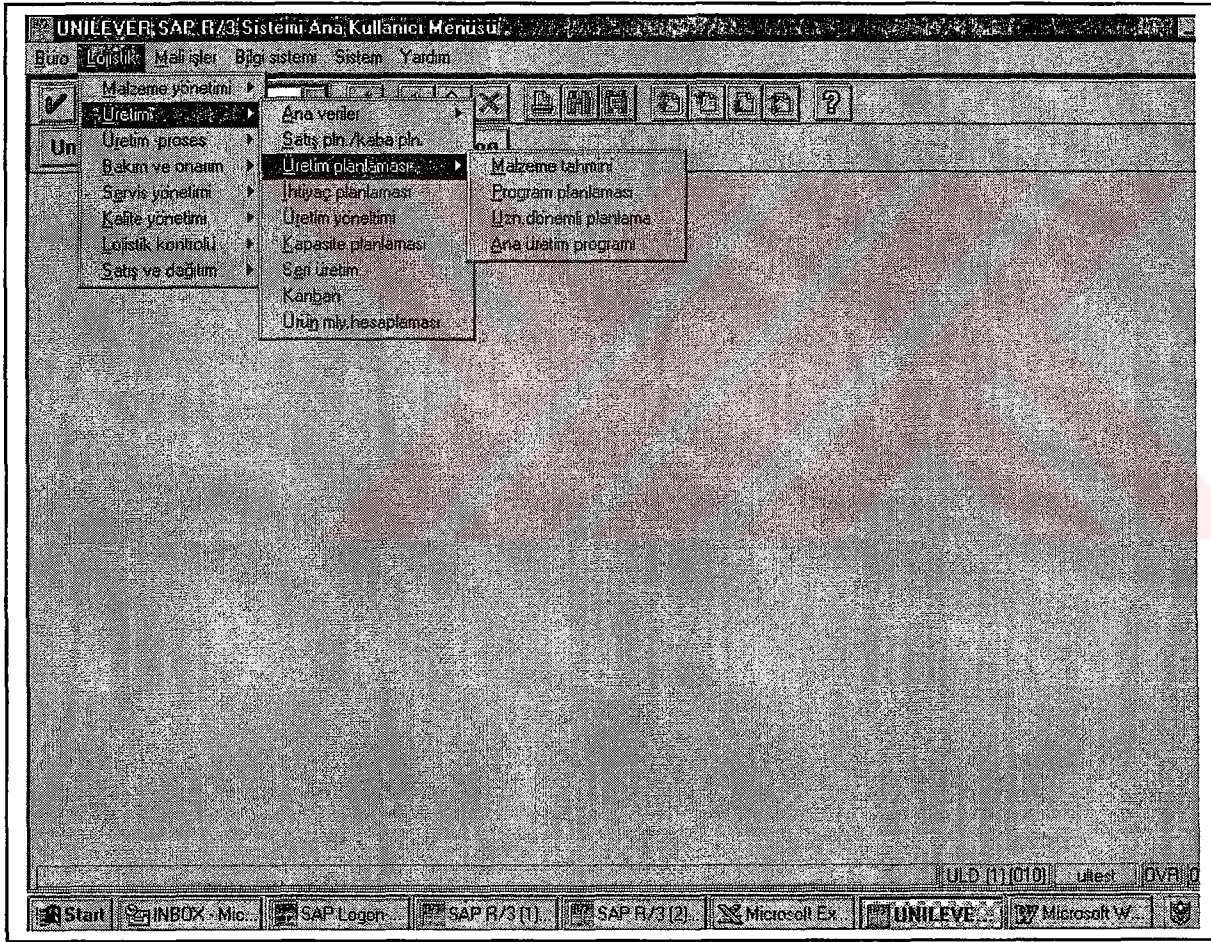 UNILEVER SAP R/3 Sistemi Ana Kullanıcı Menüsü
Büro Lojistik Mali işler Bilgi sistemi Sistem Yardım
Malzeme yönetimi
Üretim
Üretim -proses
Bakım ve onarım
Servis yönetimi
Kalite yönetimi
Lojistik kontrolü
Satış ve dağıtım
Ana veriler
Satış pln./kaba pln.
Üretim planlaması
İhtiyaç planlaması
Üretim yönetimi
Kapasite planlaması
Seri üretim
Kanban
Ürün mly.hesaplaması
Malzeme tahmini
Program planlaması
Uzn.dönemli planlama
Ana üretim programı
Un
ULD (1) (010) ultest OVR
Start INBOX - Mic... SAP Logon... SAP R/3 (1)... SAP R/3 (2)... Microsoft Ex... UNILEVE... Microsoft W...